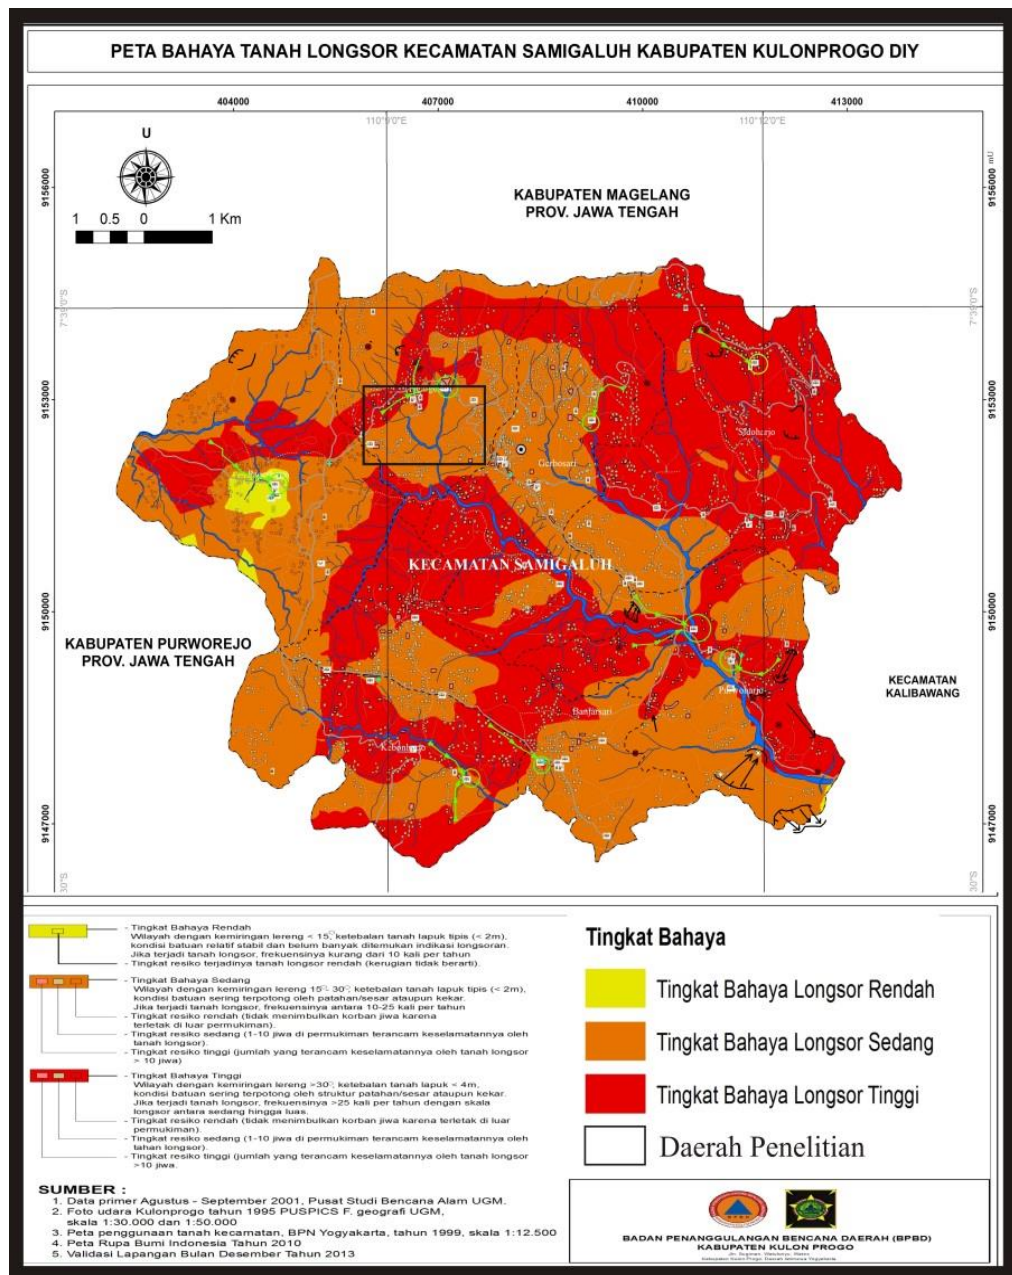 PETA BAHAYA TANAH LONGSOR KECAMATAN SAMIGALUH KABUPATEN KULONPROGO DIY
404000 407000 410000 413000
110°9'0"E 110°12'0"E
U
9156000
9156000 mU
KABUPATEN MAGELANG
PROV. JAWA TENGAH
1 0.5 0 1 Km
7°39'0"S
7°39'0"S
9153000
9153000
Sidoharjo
Gerbosari
KECAMATAN SAMIGALUH
9150000
9150000
KABUPATEN PURWOREJO
PROV. JAWA TENGAH
KECAMATAN
KALIBAWANG
Purwoharjo
Banjarsari
Kebonharjo
9147000
9147000
30"S
30"S
- Tingkat Bahaya Rendah
Wilayah dengan kemiringan lereng < 15°, ketebalan tanah lapuk tipis (< 2m),
kondisi batuan relatif stabil dan belum banyak ditemukan indikasi longsoran.
Jika terjadi tanah longsor, frekuensinya kurang dari 10 kali per tahun
- Tingkat resiko terjadinya tanah longsor rendah (kerugian tidak berarti).
- Tingkat Bahaya Sedang
Wilayah dengan kemiringan lereng 15°- 30°, ketebalan tanah lapuk tipis (< 2m),
kondisi batuan sering terpotong oleh patahan/sesar ataupun kekar.
Jika terjadi tanah longsor, frekuensinya antara 10-25 kali per tahun
- Tingkat resiko rendah (tidak menimbulkan korban jiwa karena
terletak di luar permukiman).
- Tingkat resiko sedang (1-10 jiwa di permukiman terancam keselamatannya oleh
tanah longsor).
- Tingkat resiko tinggi (jumlah yang terancam keselamatannya oleh tanah longsor
> 10 jiwa)
- Tingkat Bahaya Tinggi
Wilayah dengan kemiringan lereng >30°, ketebalan tanah lapuk < 4m,
kondisi batuan sering terpotong oleh struktur patahan/sesar ataupun kekar.
Jika terjadi tanah longsor, frekuensinya >25 kali per tahun dengan skala
longsor antara sedang hingga luas.
- Tingkat resiko rendah (tidak menimbulkan korban jiwa karena terletak di luar
permukiman).
- Tingkat resiko sedang (1-10 jiwa di permukiman terancam keselamatannya oleh
tahan longsor).
- Tingkat resiko tinggi (jumlah yang terancam keselamatannya oleh tanah longsor
>10 jiwa.
SUMBER :
1. Data primer Agustus - September 2001, Pusat Studi Bencana Alam UGM.
2. Foto udara Kulonprogo tahun 1995 PUSPICS F. geografi UGM,
skala 1:30.000 dan 1:50.000
3. Peta penggunaan tanah kecamatan, BPN Yogyakarta, tahun 1999, skala 1:12.500
4. Peta Rupa Bumi Indonesia Tahun 2010
5. Validasi Lapangan Bulan Desember Tahun 2013
Tingkat Bahaya
Tingkat Bahaya Longsor Rendah
Tingkat Bahaya Longsor Sedang
Tingkat Bahaya Longsor Tinggi
Daerah Penelitian
BADAN PENANGGULANGAN BENCANA DAERAH (BPBD)
KABUPATEN KULON PROGO